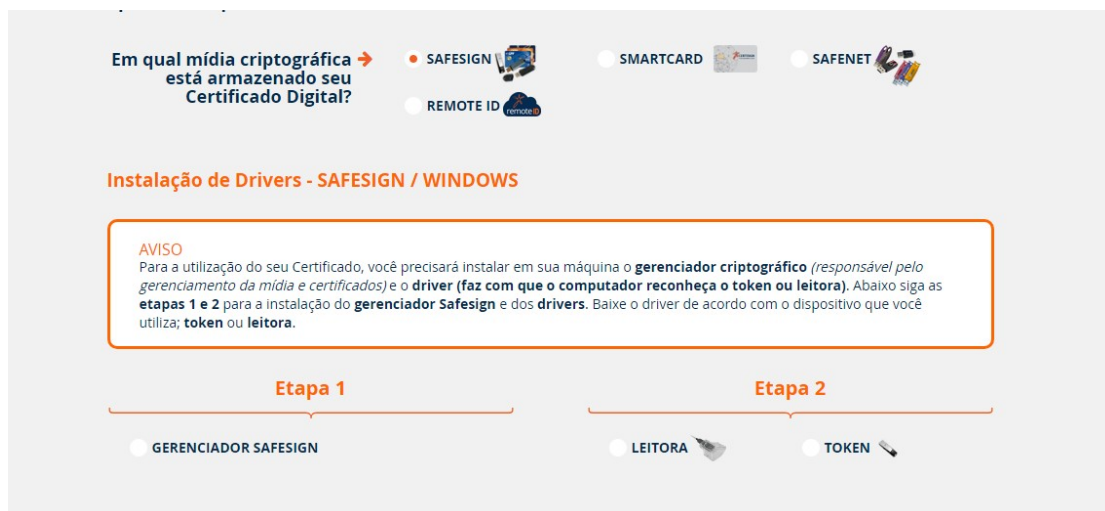 Em qual mídia criptográfica
está armazenado seu
Certificado Digital?
SAFESIGN
SMARTCARD
SAFENET
REMOTE ID
remoteID
Instalação de Drivers - SAFESIGN / WINDOWS
AVISO
Para a utilização do seu Certificado, você precisará instalar em sua máquina o gerenciador criptográfico (responsável pelo
gerenciamento da mídia e certificados) e o driver (faz com que o computador reconheça o token ou leitora). Abaixo siga as
etapas 1 e 2 para a instalação do gerenciador Safesign e dos drivers. Baixe o driver de acordo com o dispositivo que você
utiliza; token ou leitora.
Etapa 1
Etapa 2
GERENCIADOR SAFESIGN
LEITORA
TOKEN